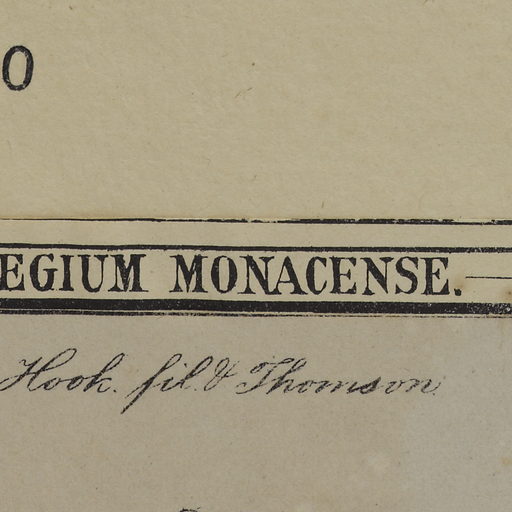 0
EGIUM MONACENSE.
Hook. fil. & Thomson